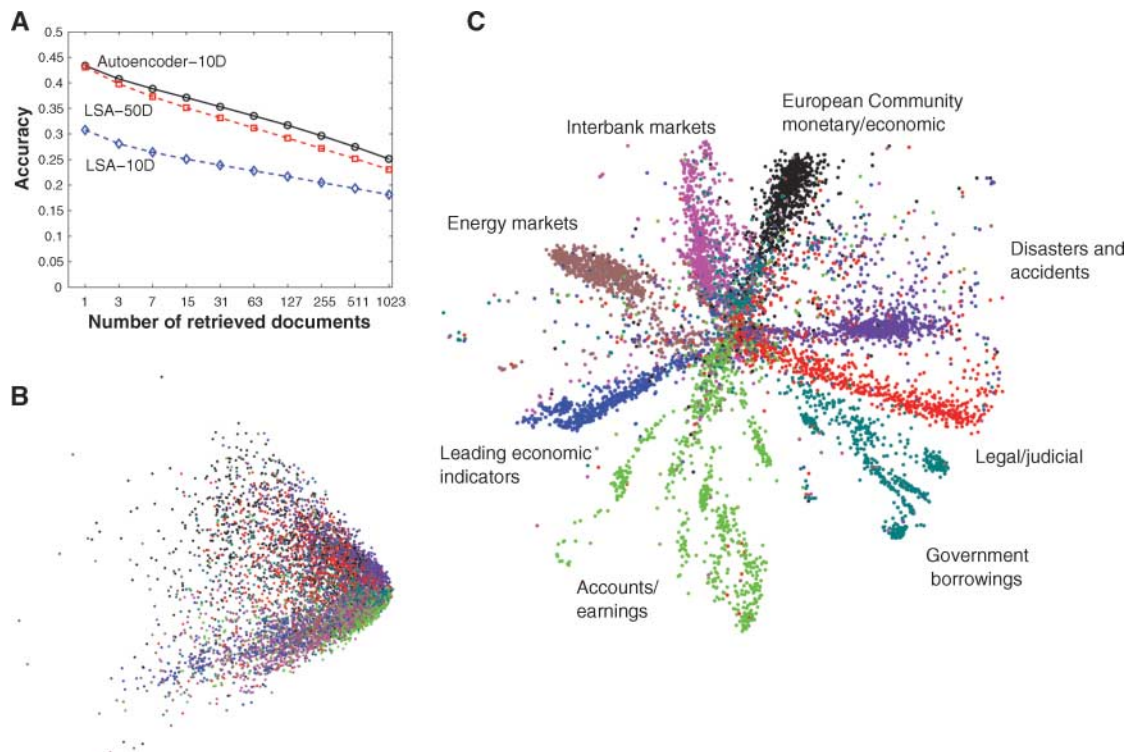 A
0.5
0.45
0.4
0.35
0.3
0.25
0.2
0.15
0.1
0.05
0
Accuracy
Autoencoder-10D
LSA-50D
LSA-10D
1 3 7 15 31 63 127 255 511 1023
Number of retrieved documents
B
C
European Community
monetary/economic
Interbank markets
Energy markets
Disasters and
accidents
Leading economic
indicators
Legal/judicial
Government
borrowings
Accounts/
earnings